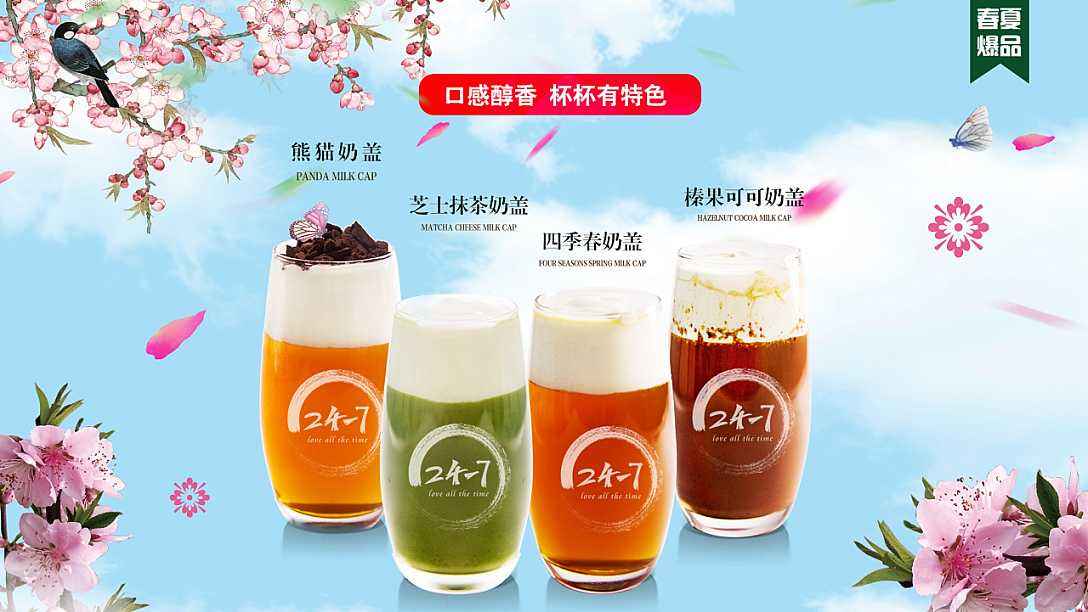 春夏
爆品
口感醇香 杯杯有特色
熊猫奶盖
PANDA MILK CAP
芝士抹茶奶盖
MATCHA CHEESE MILK CAP
四季春奶盖
FOUR SEASONS SPRING MILK CAP
榛果可可奶盖
HAZELNUT COCOA MILK CAP
24-7
love all the time
24-7
love all the time
24-7
love all the time
24-7
love all the time